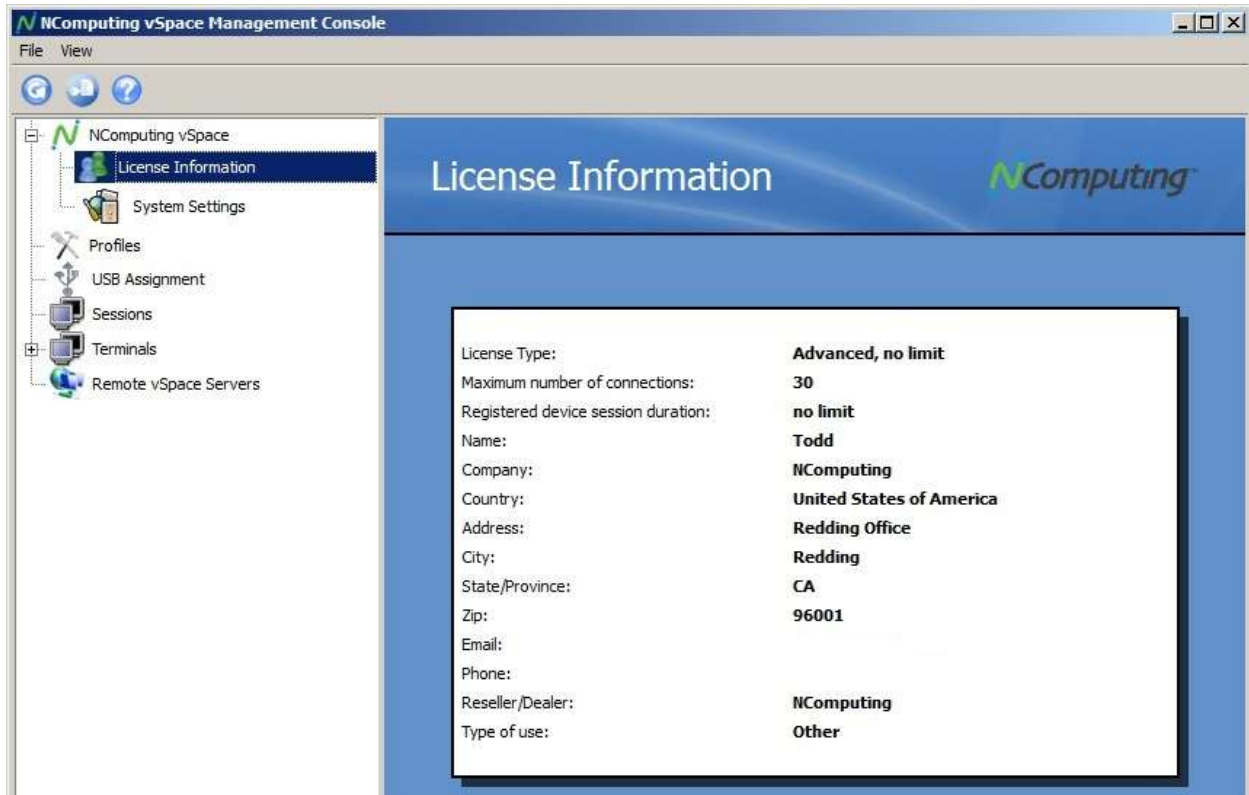 NComputing vSpace Management Console
File View
NComputing vSpace
License Information
System Settings
Profiles
USB Assignment
Sessions
Terminals
Remote vSpace Servers
License Information
NComputing
License Type: Advanced, no limit
Maximum number of connections: 30
Registered device session duration: no limit
Name: Todd
Company: NComputing
Country: United States of America
Address: Redding Office
City: Redding
State/Province: CA
Zip: 96001
Email:
Phone:
Reseller/Dealer: NComputing
Type of use: Other